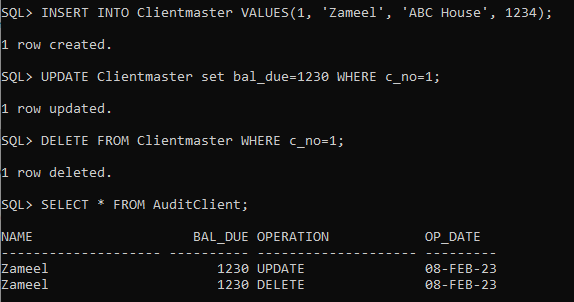 SQL> INSERT INTO Clientmaster VALUES(1, 'Zameel', 'ABC House', 1234);
1 row created.
SQL> UPDATE Clientmaster set bal_due=1230 WHERE c_no=1;
1 row updated.
SQL> DELETE FROM Clientmaster WHERE c_no=1;
1 row deleted.
SQL> SELECT * FROM AuditClient;
NAME                    BAL_DUE OPERATION            OP_DATE
-------------------- ---------- -------------------- ---------
Zameel                     1230 UPDATE               08-FEB-23
Zameel                     1230 DELETE               08-FEB-23